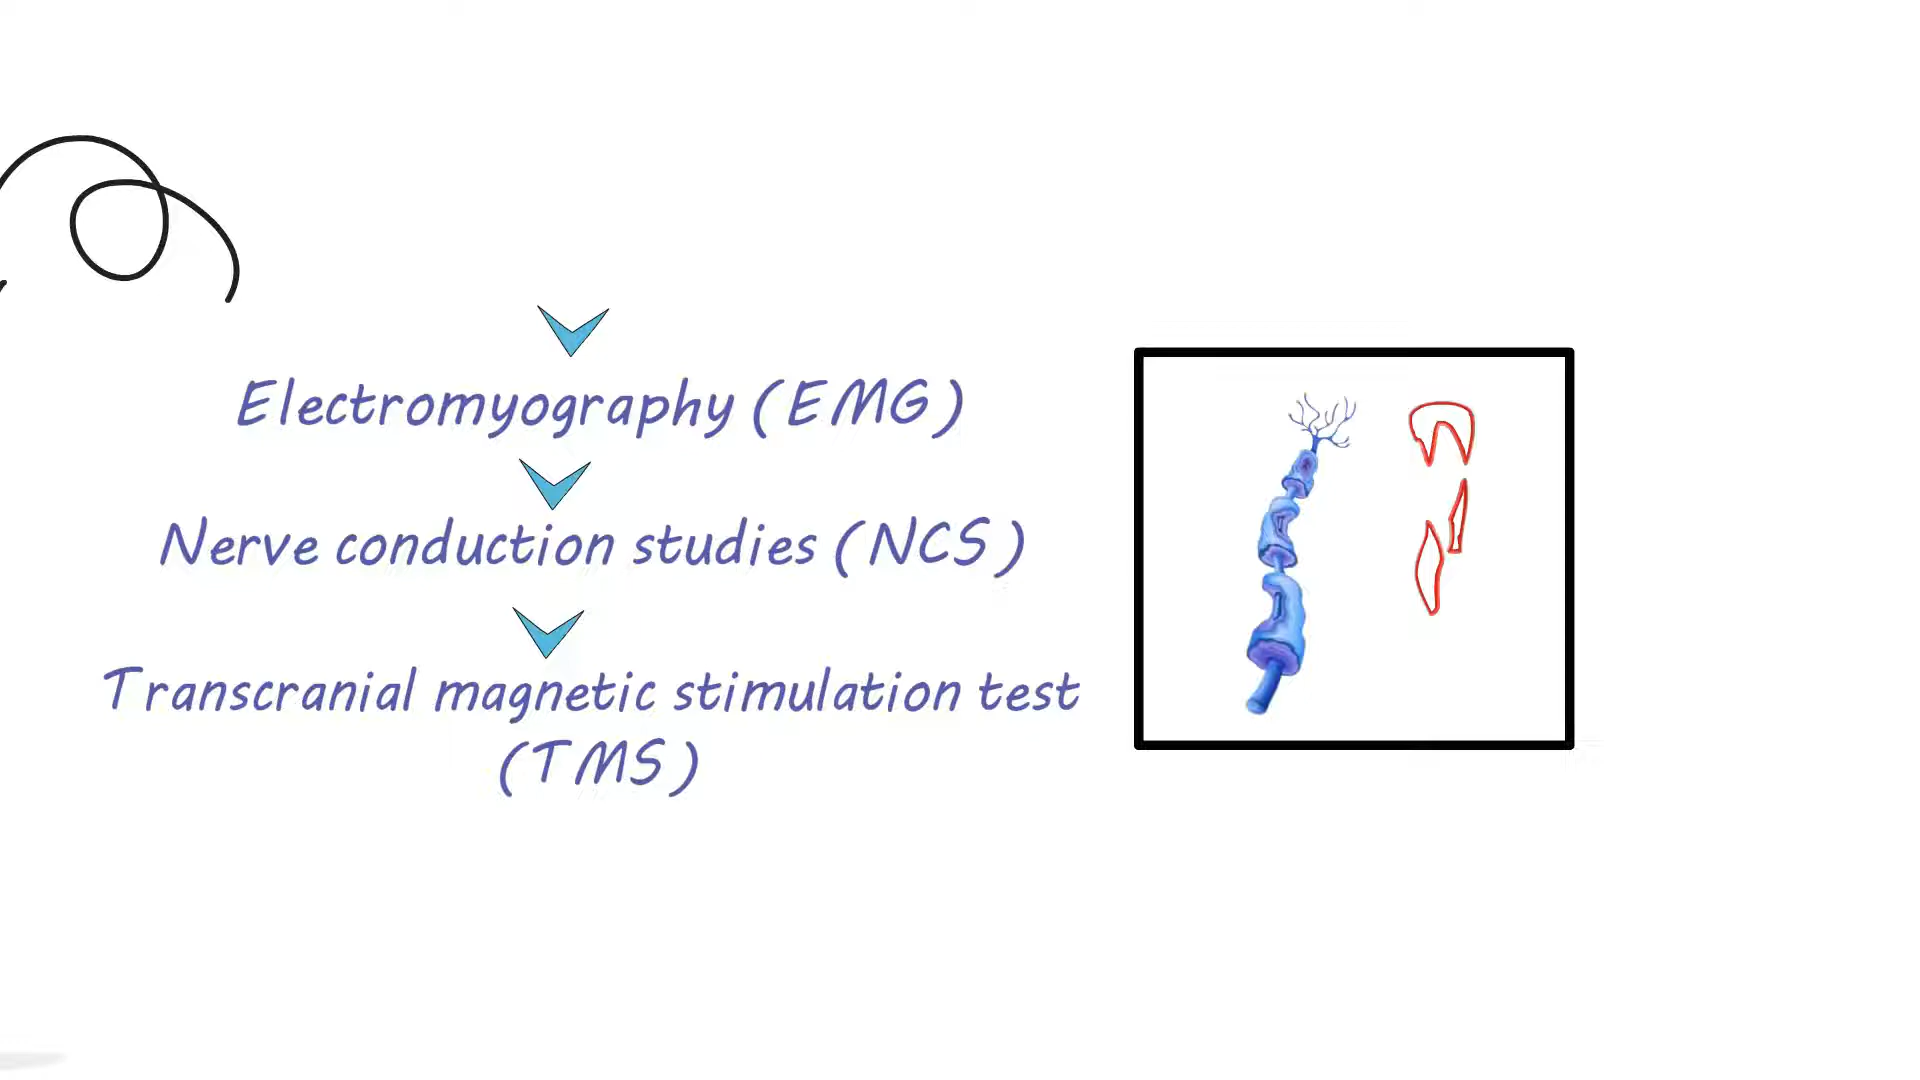 Electromyography (EMG)
Nerve conduction studies (NCS)
Transcranial magnetic stimulation test
(TMS)